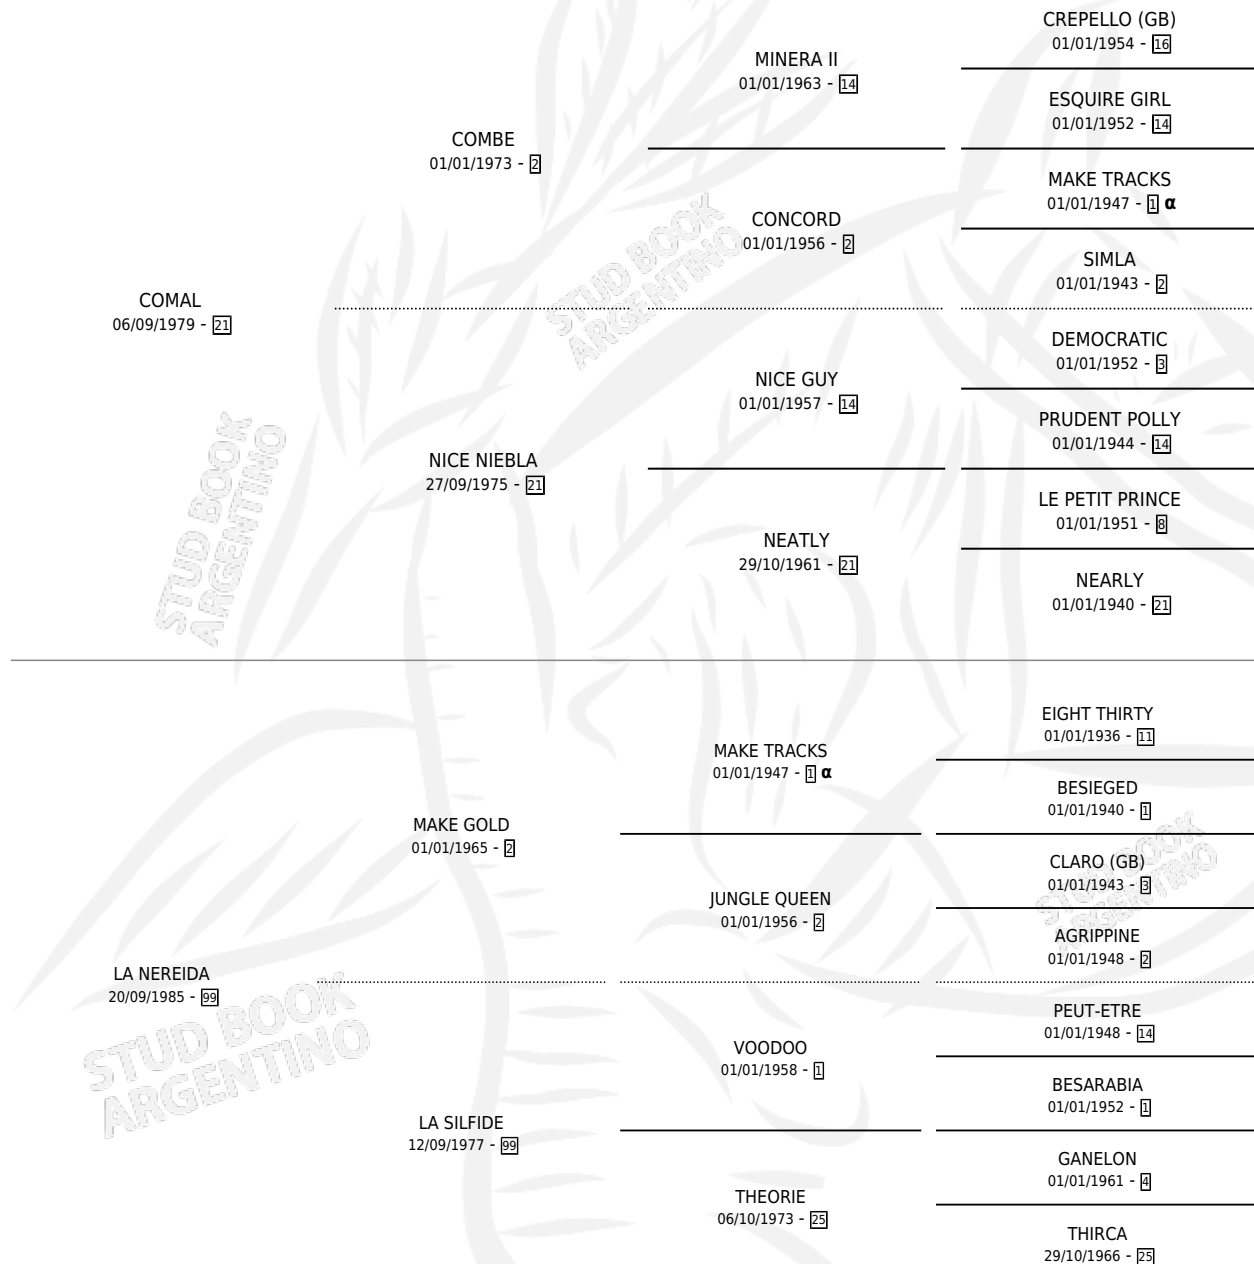 CREPELLO (GB)
01/01/1954 - 16
MINERA II
01/01/1963 - 14
ESQUIRE GIRL
01/01/1952 - 14
COMBE
01/01/1973 - 2
MAKE TRACKS
01/01/1947 - 1 α
CONCORD
01/01/1956 - 2
SIMLA
01/01/1943 - 2
COMAL
06/09/1979 - 21
DEMOCRATIC
01/01/1952 - 3
NICE GUY
01/01/1957 - 14
PRUDENT POLLY
01/01/1944 - 14
NICE NIEBLA
27/09/1975 - 21
LE PETIT PRINCE
01/01/1951 - 8
NEATLY
29/10/1961 - 21
NEARLY
01/01/1940 - 21
EIGHT THIRTY
01/01/1936 - 11
MAKE TRACKS
01/01/1947 - 1 α
BESIEGED
01/01/1940 - 1
MAKE GOLD
01/01/1965 - 2
CLARO (GB)
01/01/1943 - 3
JUNGLE QUEEN
01/01/1956 - 2
AGRIPPINE
01/01/1948 - 2
LA NEREIDA
20/09/1985 - 99
PEUT-ETRE
01/01/1948 - 14
VOODOO
01/01/1958 - 1
BESARABIA
01/01/1952 - 1
LA SILFIDE
12/09/1977 - 99
GANELON
01/01/1961 - 4
THEORIE
06/10/1973 - 25
THIRCA
29/10/1966 - 25
STUD BOOK
ARGENTINO
STUD BOOK
ARGENTINO
STUD BOOK
ARGENTINO
STUD BOOK
ARGENTINO